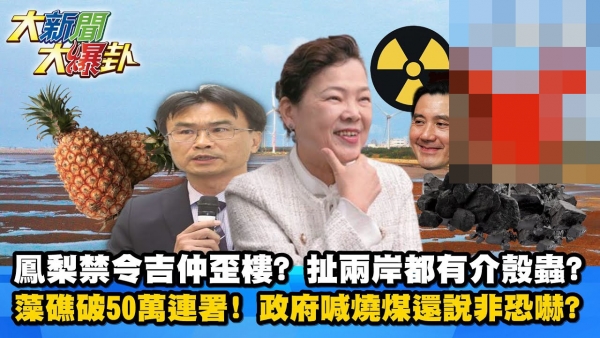 大新聞
大爆卦
鳳梨禁令吉仲歪樓？扯兩岸都有介殼蟲？
藻礁破50萬連署！政府喊燒煤還說非恐嚇？